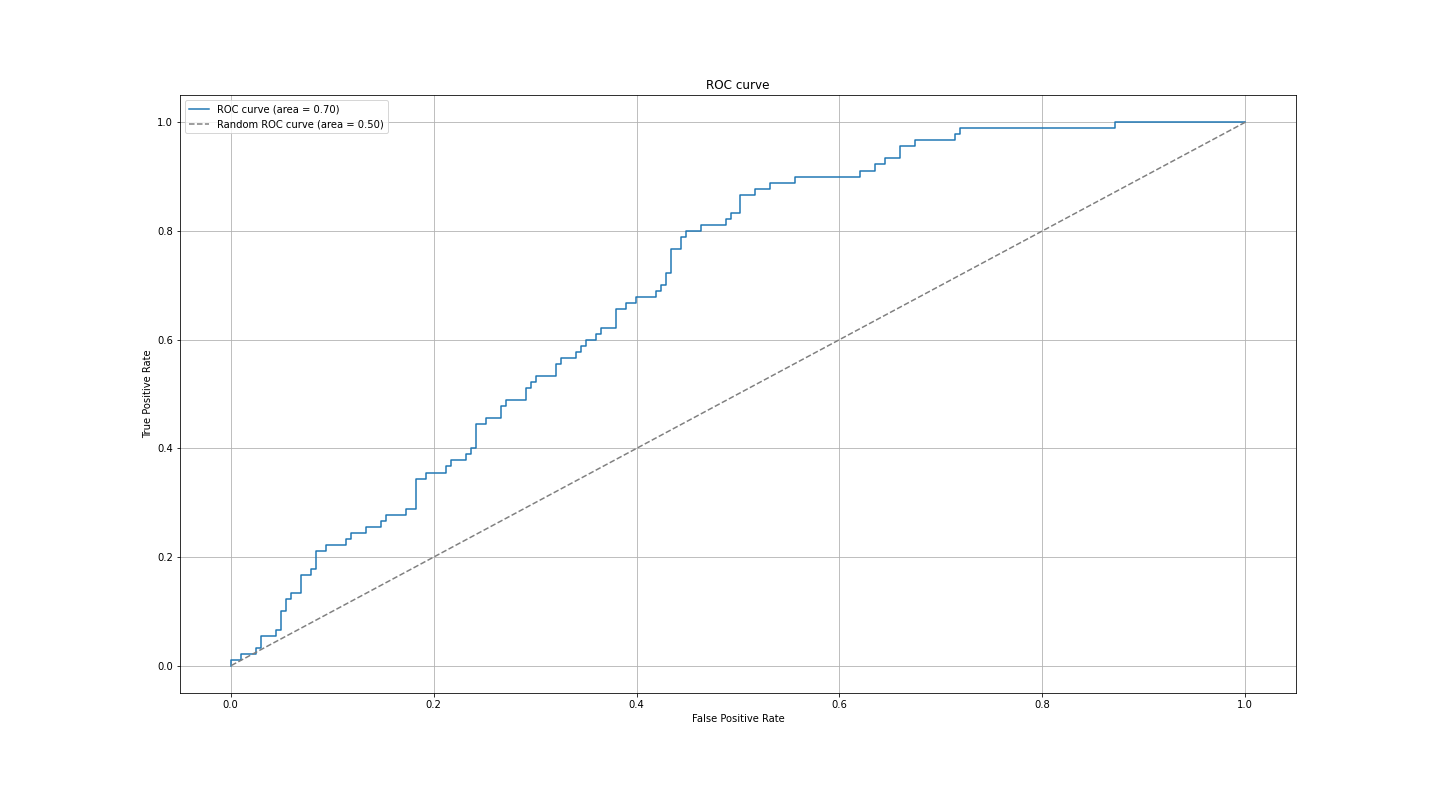 ROC curve
ROC curve (area = 0.70)
Random ROC curve (area = 0.50)
1.0
0.8
0.6
0.4
0.2
0.0
True Positive Rate
0.0 0.2 0.4 0.6 0.8 1.0
False Positive Rate